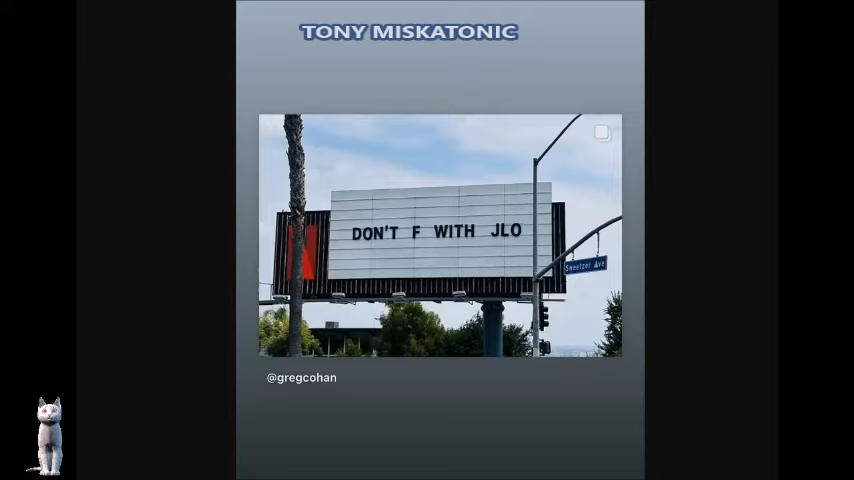 TONY MISKATONIC
DON'T F WITH JLO
Sweetzer Ave
@gregcohan